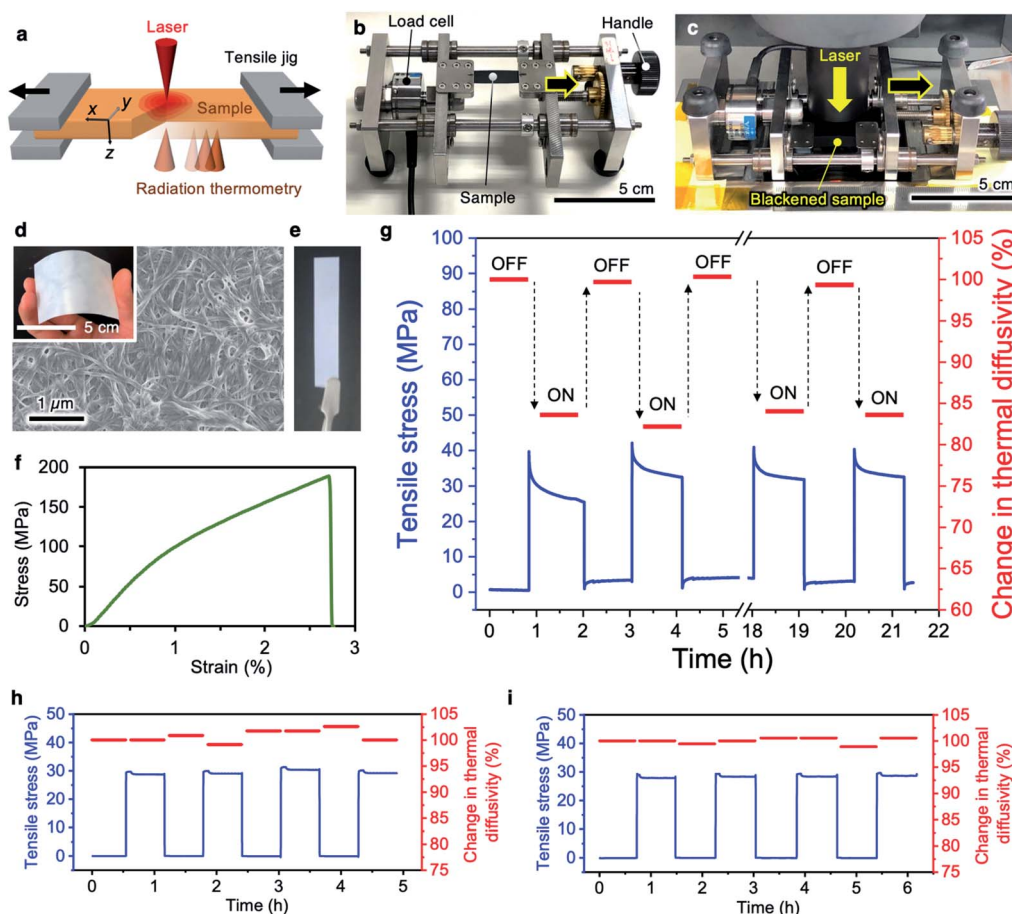 a
Laser
Tensile jig
x
y
z
Sample
Radiation thermometry
b
Load cell
Handle
Sample
5 cm
c
Laser
Blackened sample
5 cm
d
5 cm
1 µm
e
f
Stress (MPa)
200
150
100
50
0
0 1 2 3
Strain (%)
g
Tensile stress (MPa)
100
90
80
70
60
50
40
30
20
10
0
OFF OFF OFF OFF
ON ON ON ON
0 1 2 3 4 5 18 19 20 21 22
Time (h)
105
100
95
90
85
80
75
70
65
60
Change in thermal diffusivity (%)
h
Tensile stress (MPa)
50
40
30
20
10
0
0 1 2 3 4 5
Time (h)
105
100
95
90
85
80
75
Change in thermal
diffusivity (%)
i
Tensile stress (MPa)
50
40
30
20
10
0
0 1 2 3 4 5 6
Time (h)
105
100
95
90
85
80
75
Change in thermal
diffusivity (%)